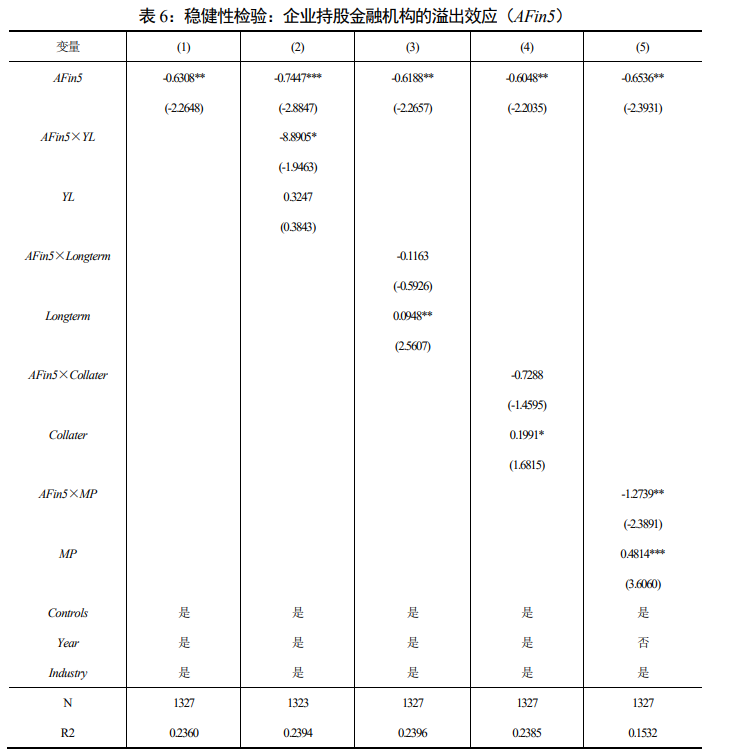 表 6：稳健性检验：企业持股金融机构的溢出效应（AFin5）
变量 (1) (2) (3) (4) (5)
AFin5 -0.6308** -0.7447*** -0.6188** -0.6048** -0.6536**
(-2.2648) (-2.8847) (-2.2657) (-2.2035) (-2.3931)
AFin5×YL -8.8905*
(-1.9463)
YL 0.3247
(0.3843)
AFin5×Longterm -0.1163
(-0.5926)
Longterm 0.0948**
(2.5607)
AFin5×Collater -0.7288
(-1.4595)
Collater 0.1991*
(1.6815)
AFin5×MP -1.2739**
(-2.3891)
MP 0.4814***
(3.6060)
Controls 是 是 是 是 是
Year 是 是 是 是 否
Industry 是 是 是 是 是
N 1327 1323 1327 1327 1327
R2 0.2360 0.2394 0.2396 0.2385 0.1532